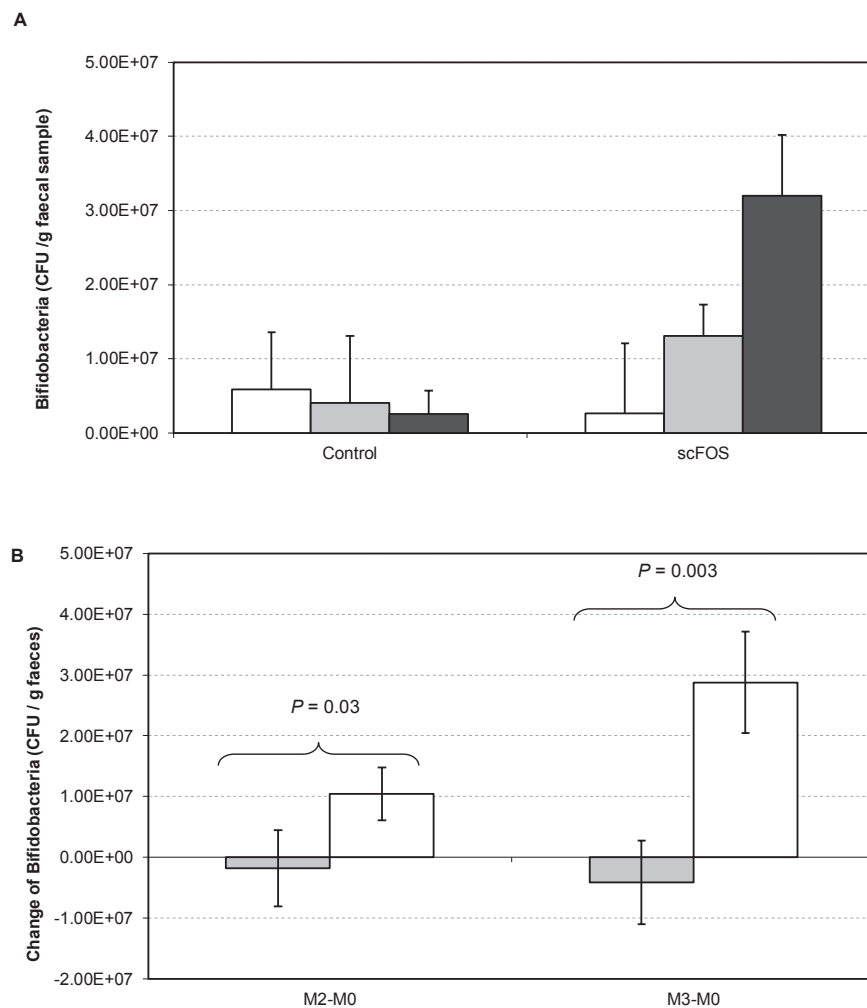 A
Bifidobacteria (CFU /g faecal sample)
5.00E+07
4.00E+07
3.00E+07
2.00E+07
1.00E+07
0.00E+00
Control
scFOS
B
Change of Bifidobacteria (CFU / g faeces)
5.00E+07
4.00E+07
3.00E+07
2.00E+07
1.00E+07
0.00E+00
-1.00E+07
-2.00E+07
P = 0.03
P = 0.003
M2-M0
M3-M0